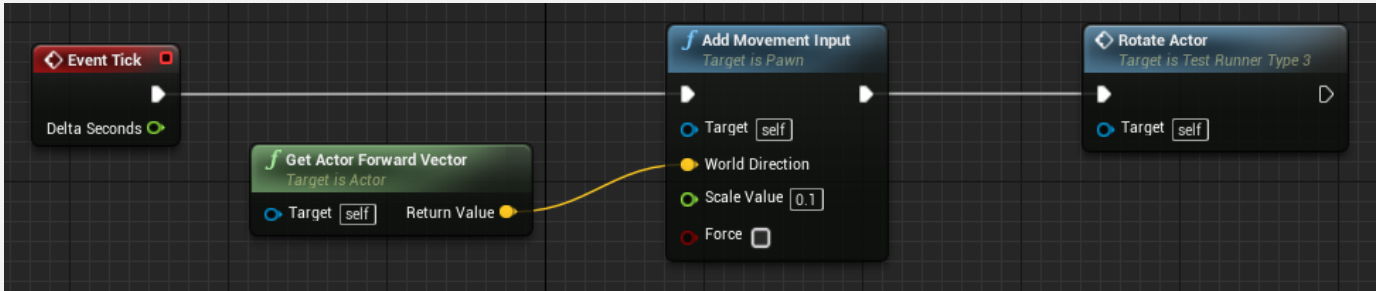 Event Tick
Delta Seconds
f Get Actor Forward Vector
Target is Actor
Target self Return Value
f Add Movement Input
Target is Pawn
Target self
World Direction
Scale Value 0.1
Force
Rotate Actor
Target is Test Runner Type 3
Target self